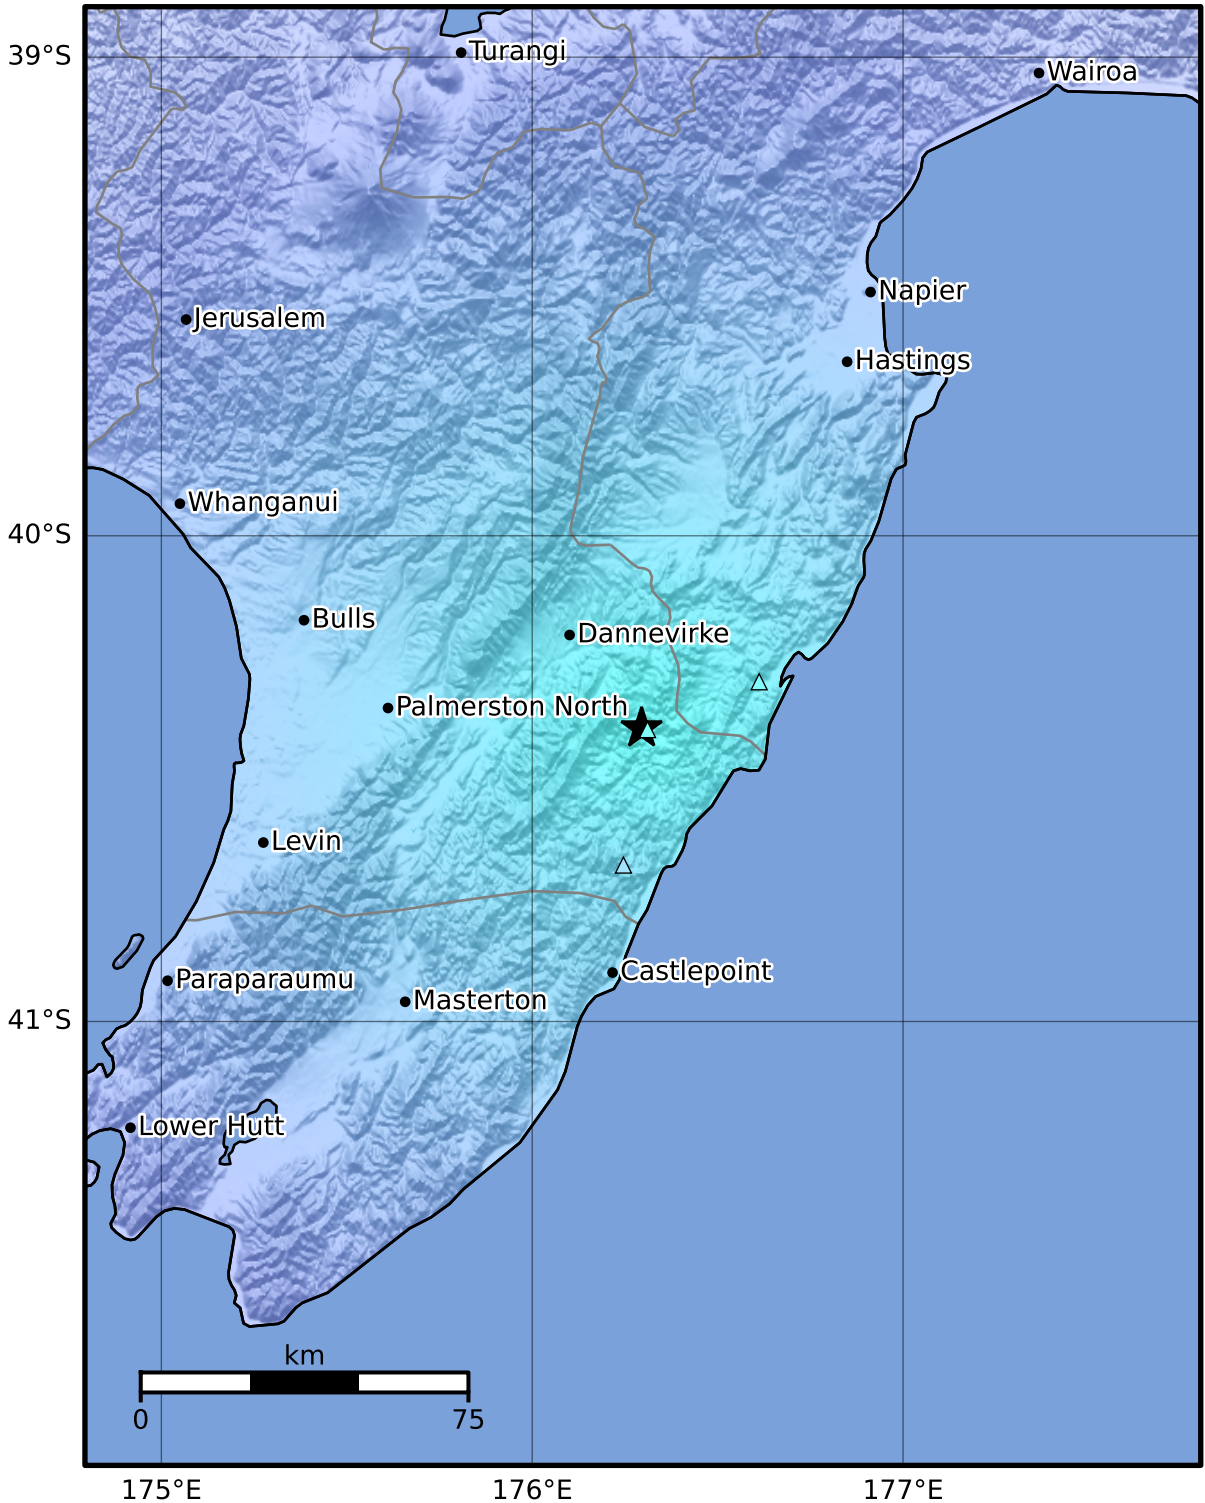 39°S
Turangi
Wairoa
Napier
Jerusalem
Hastings
Whanganui
40°S
Bulls
Dannevirke
Palmerston North
Levin
Castlepoint
Paraparaumu
Masterton
41°S
Lower Hutt
km
0 75
175°E 176°E 177°E